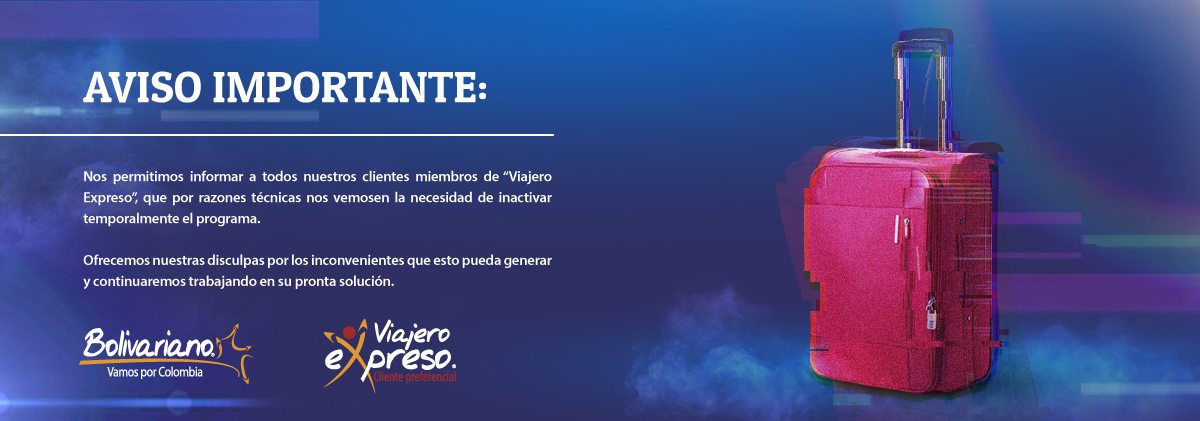 AVISO IMPORTANTE:
Nos permitimos informar a todos nuestros clientes miembros de “Viajero
Expreso”, que por razones técnicas nos vemosen la necesidad de inactivar
temporalmente el programa.
Ofrecemos nuestras disculpas por los inconvenientes que esto pueda generar
y continuaremos trabajando en su pronta solución.
Bolivariano.
Vamos por Colombia
Viajero
eXpreso.
Cliente preferencial